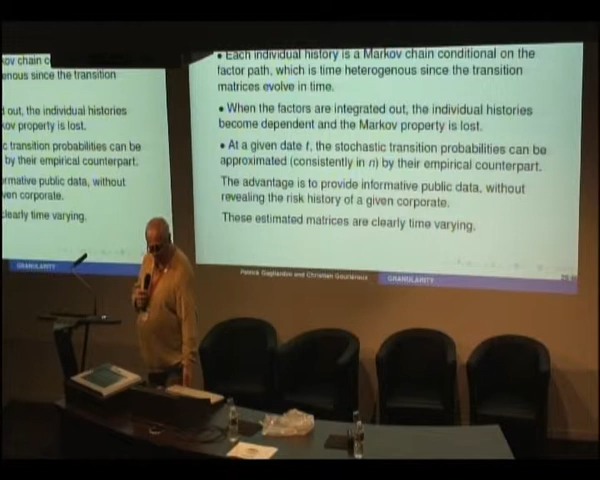 kov chain c
enous since the transition
d out, the individual histories
kov property is lost.
c transition probabilities can be
by their empirical counterpart.
rmative public data, without
ven corporate.
clearly time varying.
GRANULARITY
• Each individual history is a Markov chain conditional on the
factor path, which is time heterogenous since the transition
matrices evolve in time.
• When the factors are integrated out, the individual histories
become dependent and the Markov property is lost.
• At a given date t, the stochastic transition probabilities can be
approximated (consistently in n) by their empirical counterpart.
The advantage is to provide informative public data, without
revealing the risk history of a given corporate.
These estimated matrices are clearly time varying.
Patrick Gagliardini and Christian Gouriéroux
GRANULARITY